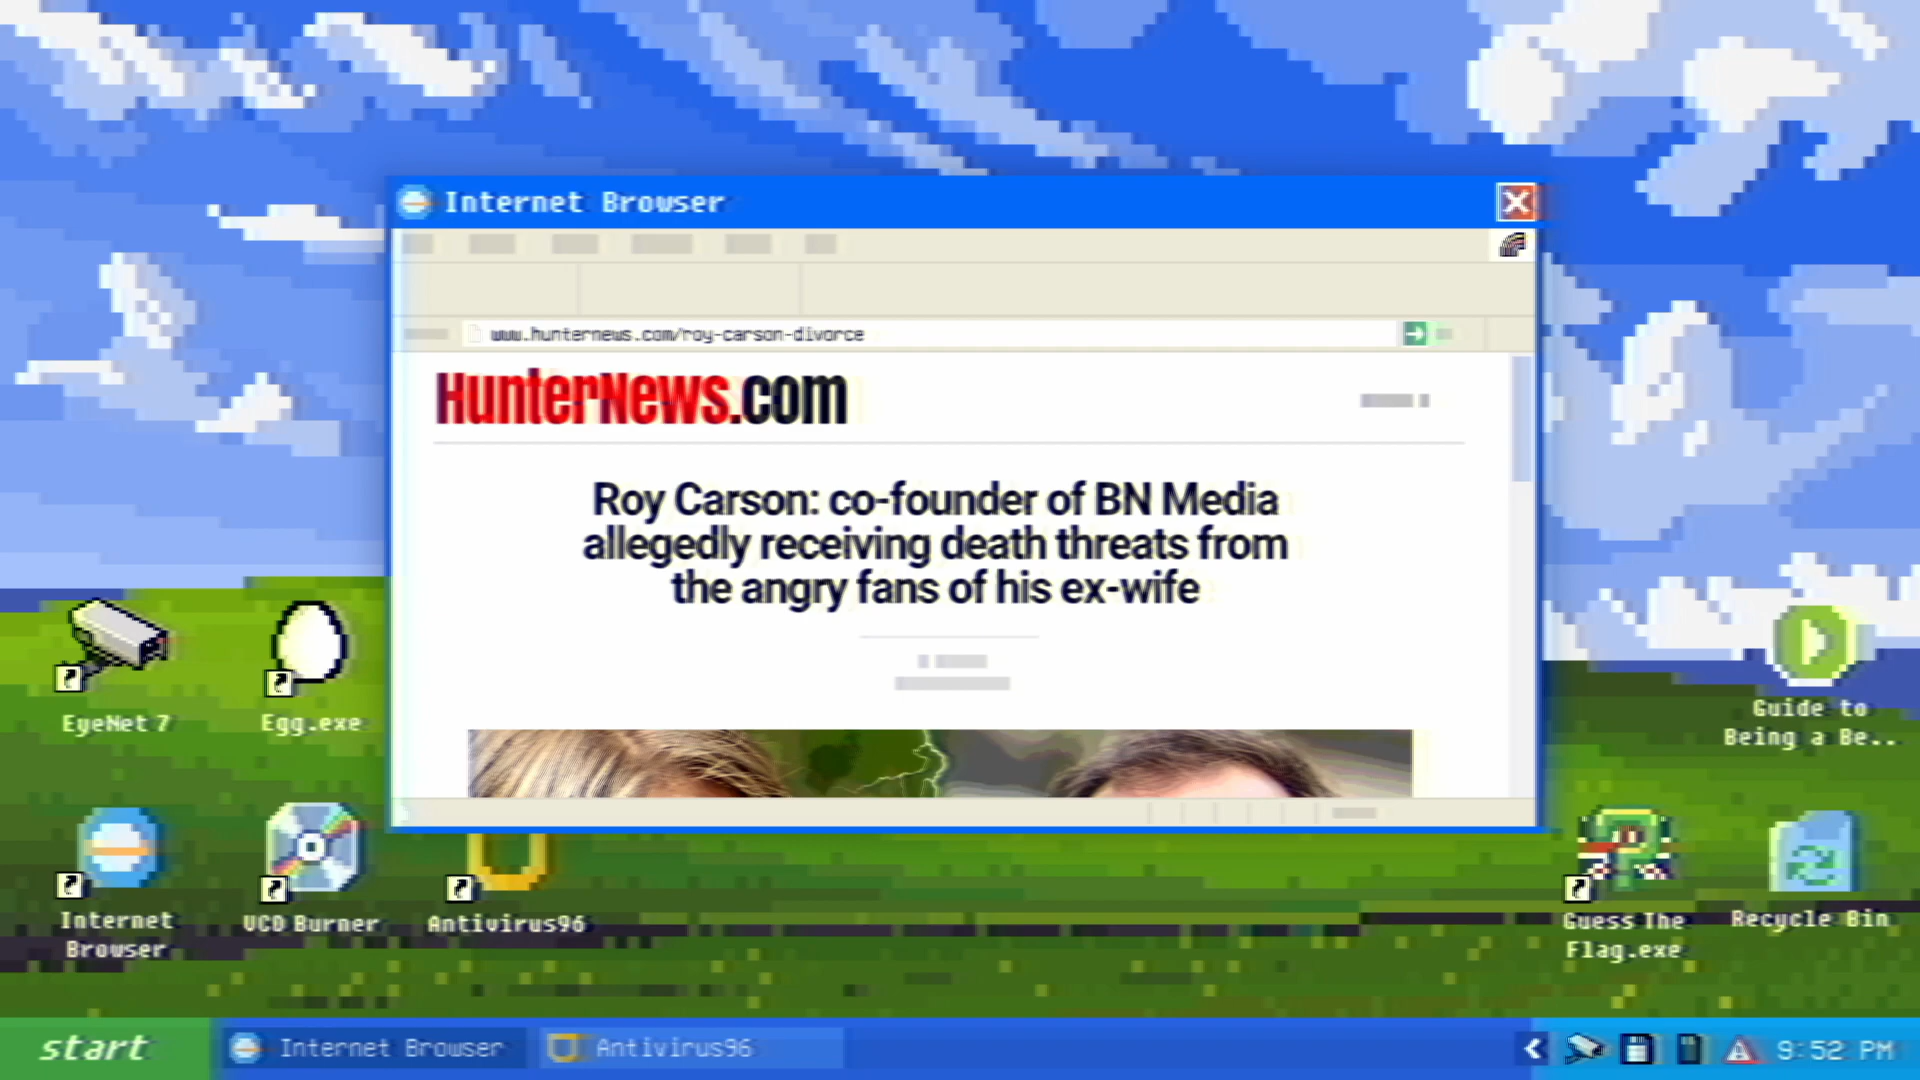 Internet Browser
www.hunternews.com/roy-carson-divorce
HunterNews.com
Roy Carson: co-founder of BN Media
allegedly receiving death threats from
the angry fans of his ex-wife
EyeNet 7
Egg.exe
Guide to
Being a Be..
Internet
Browser
VCD Burner
Antivirus96
Guess The
Flag.exe
Recycle Bin
start
Internet Browser
Antivirus96
9:52 PM